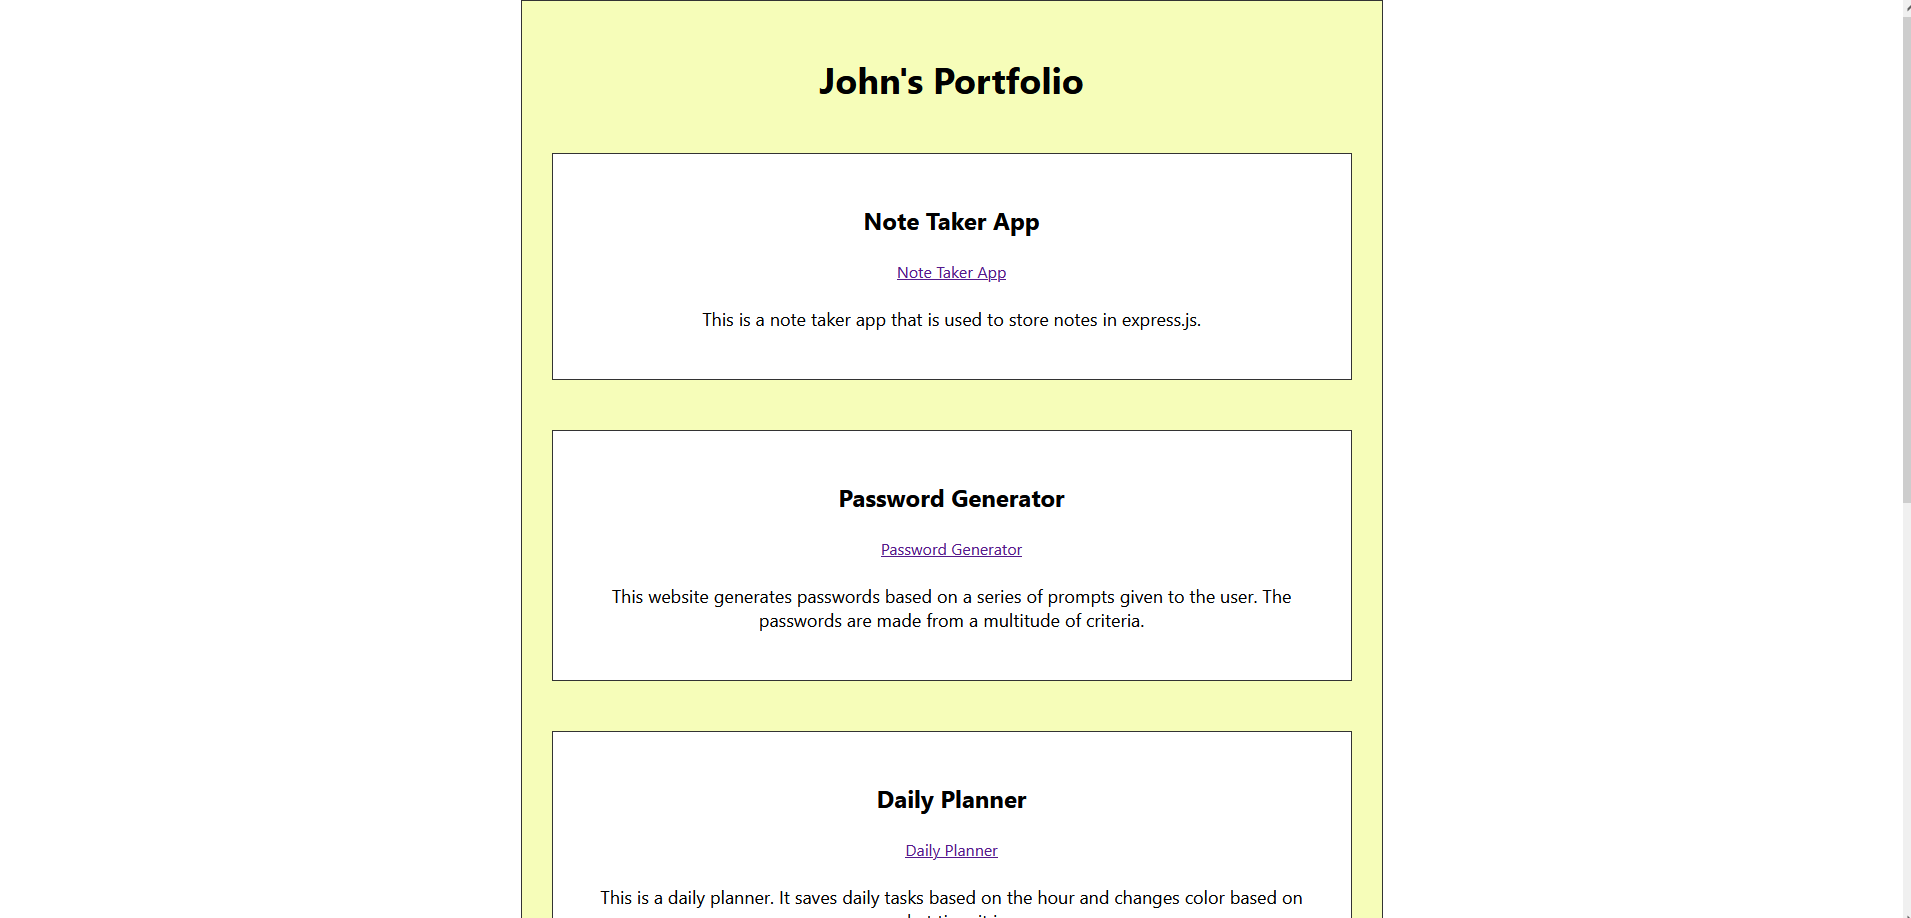 John's Portfolio
Note Taker App
Note Taker App
This is a note taker app that is used to store notes in express.js.
Password Generator
Password Generator
This website generates passwords based on a series of prompts given to the user. The
passwords are made from a multitude of criteria.
Daily Planner
Daily Planner
This is a daily planner. It saves daily tasks based on the hour and changes color based on